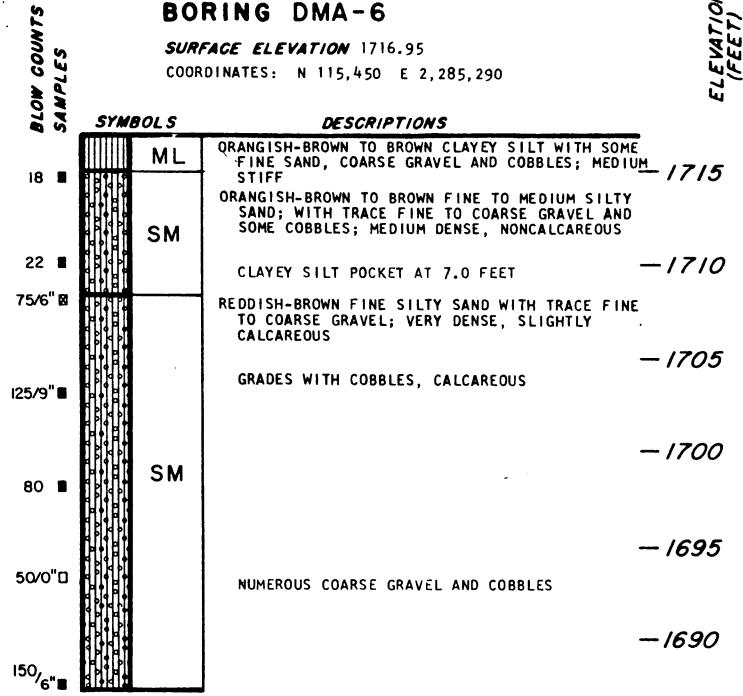 BORING DMA-6
SURFACE ELEVATION 1716.95
COORDINATES: N 115,450 E 2,285,290
BLOW COUNTS
SAMPLES
SYMBOLS
DESCRIPTIONS
(FEET)
ML
ORANGISH-BROWN TO BROWN CLAYEY SILT WITH SOME
FINE SAND, COARSE GRAVEL AND COBBLES; MEDIUM
STIFF
— 1715
18
SM
ORANGISH-BROWN TO BROWN FINE TO MEDIUM SILTY
SAND; WITH TRACE FINE TO COARSE GRAVEL AND
SOME COBBLES; MEDIUM DENSE, NONCALCAREOUS
22
CLAYEY SILT POCKET AT 7.0 FEET
— 1710
75/6"
REDDISH-BROWN FINE SILTY SAND WITH TRACE FINE
TO COARSE GRAVEL; VERY DENSE, SLIGHTLY
CALCAREOUS
— 1705
125/9"
GRADES WITH COBBLES, CALCAREOUS
— 1700
SM
80
— 1695
50/0"
NUMEROUS COARSE GRAVEL AND COBBLES
— 1690
150/6"